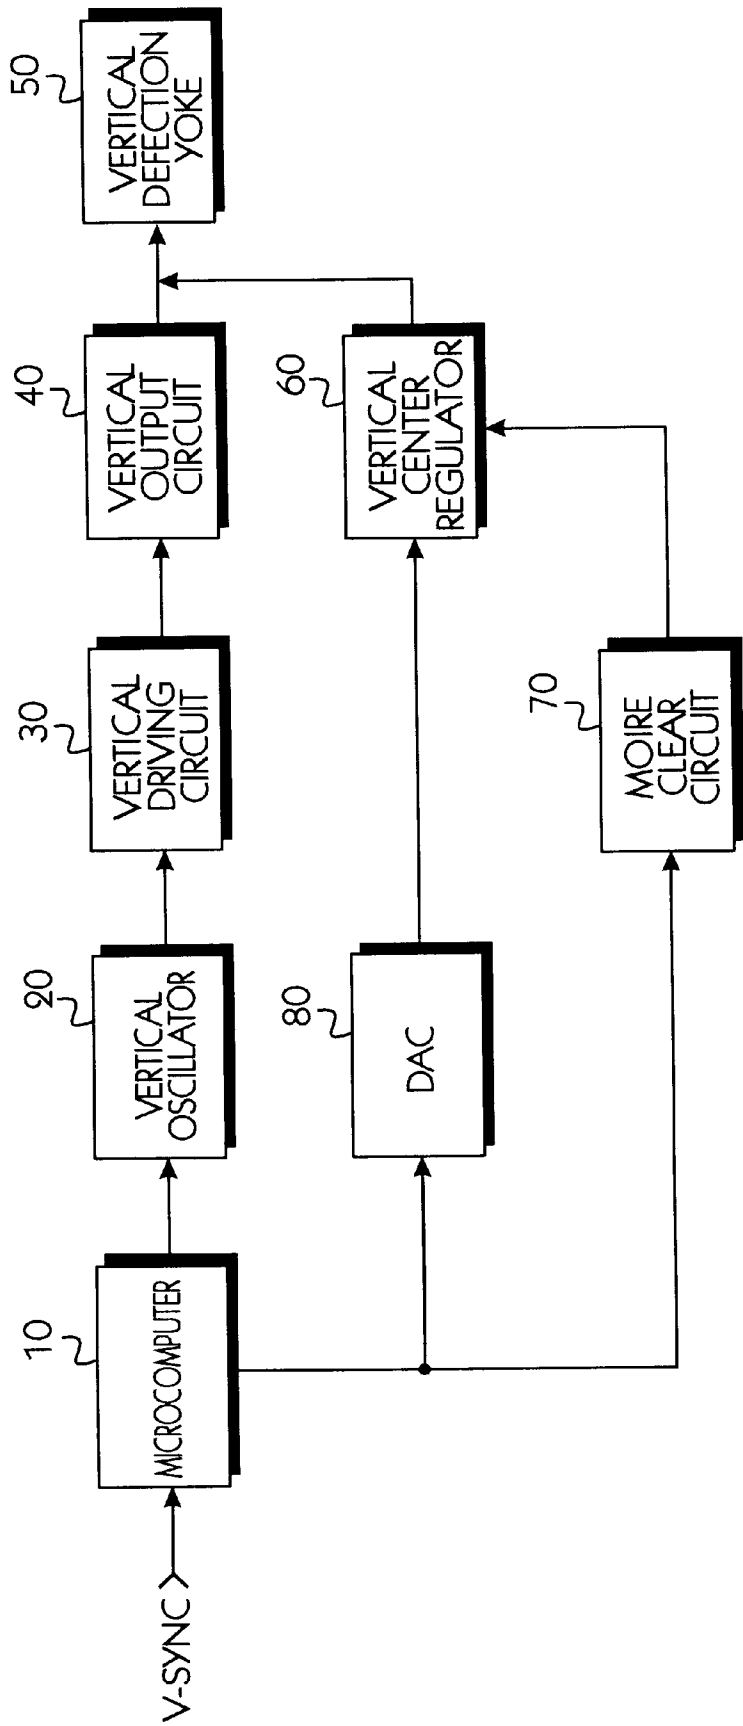 V-SYNC
10
MICROCOMPUTER
20
VERTICAL
OSCILLATOR
30
VERTICAL
DRIVING
CIRCUIT
40
VERTICAL
OUTPUT
CIRCUIT
50
VERTICAL
DEFECTION
YOKE
80
DAC
60
VERTICAL
CENTER
REGULATOR
70
MOIRE
CLEAR
CIRCUIT